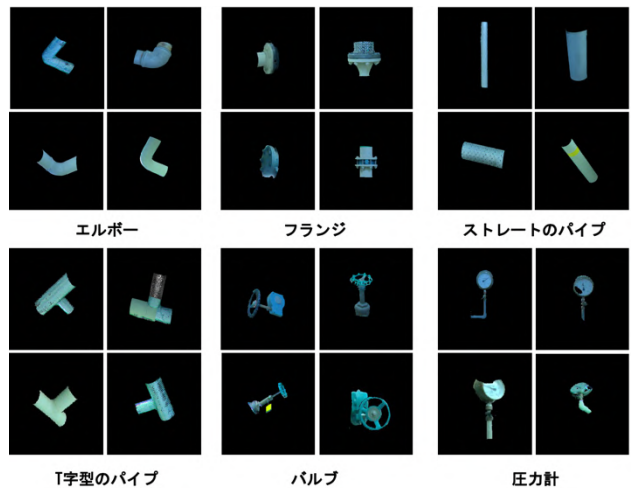 エルボー
フランジ
ストレートのパイプ
T字型のパイプ
バルブ
圧力計